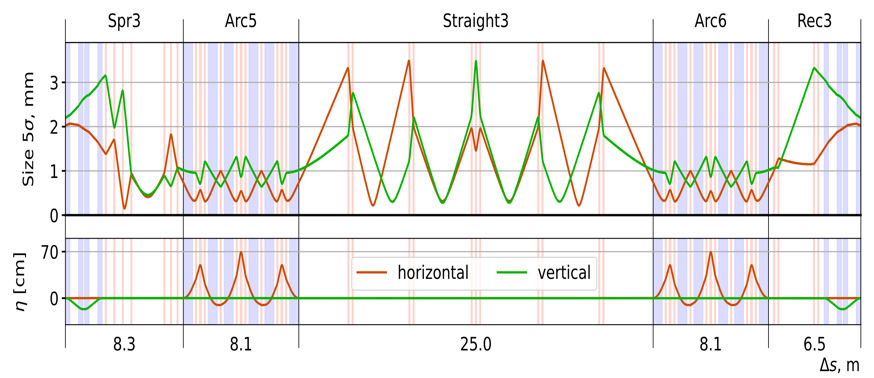 Spr3 Arc5 Straight3 Arc6 Rec3
Size 5σ, mm
3
2
1
0
η [cm]
70
0
horizontal vertical
8.3 8.1 25.0 8.1 6.5
Δs, m